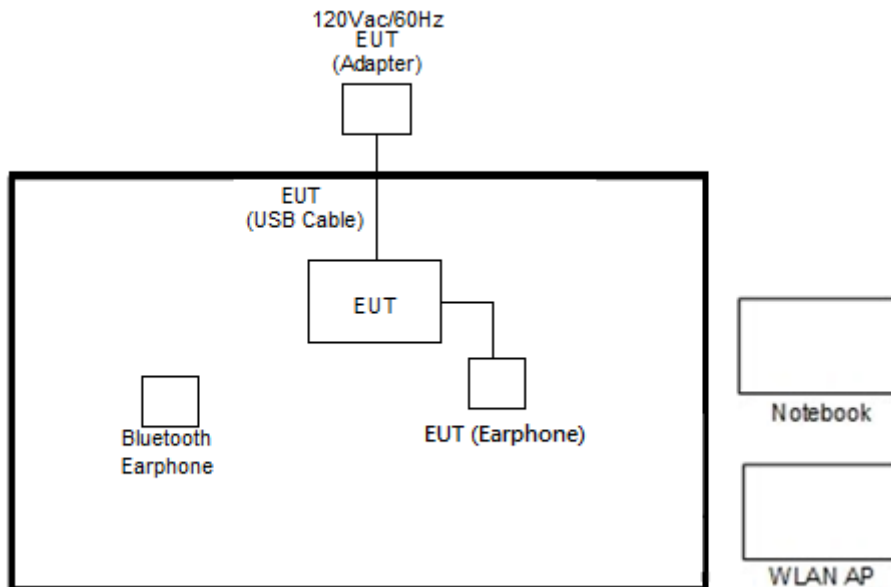 120Vac/60Hz
EUT
(Adapter)
EUT
(USB Cable)
EUT
EUT (Earphone)
Bluetooth
Earphone
Notebook
WLAN AP